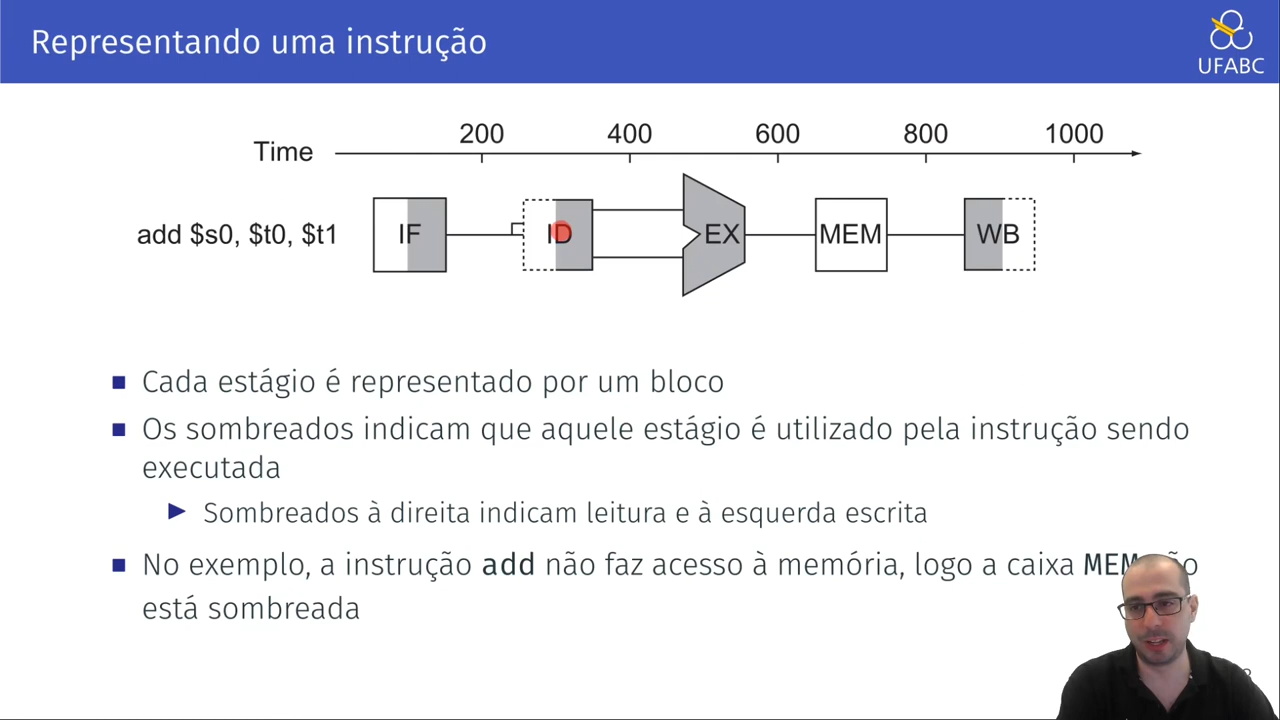 Representando uma instrução
UFABC
200 400 600 800 1000
Time
add $s0, $t0, $t1
IF ID EX MEM WB
Cada estágio é representado por um bloco
Os sombreados indicam que aquele estágio é utilizado pela instrução sendo
executada
Sombreados à direita indicam leitura e à esquerda escrita
No exemplo, a instrução add não faz acesso à memória, logo a caixa MEM
está sombreada